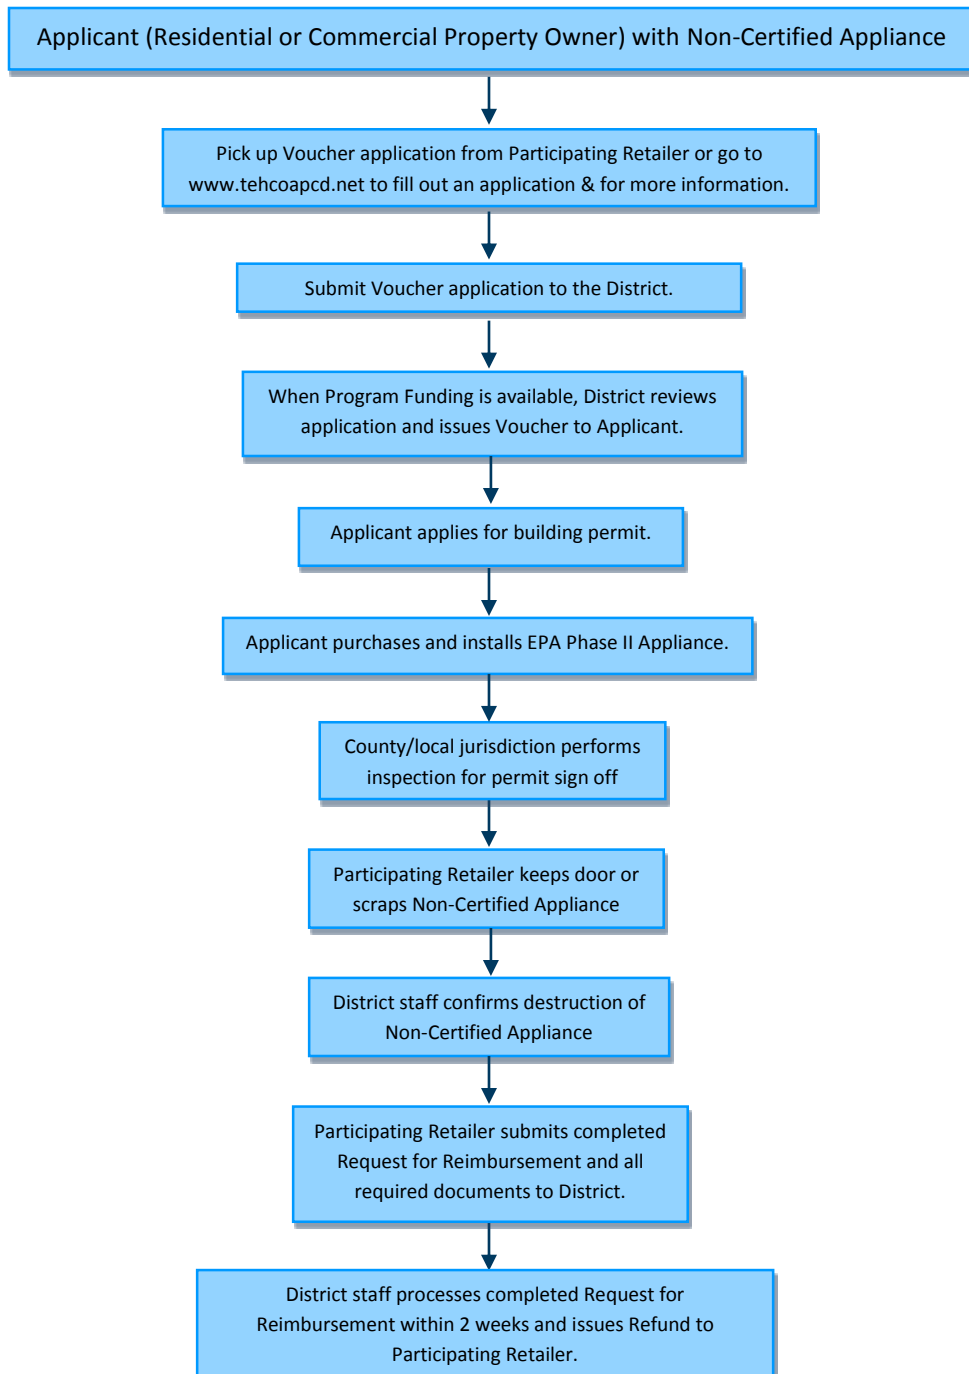 Applicant (Residential or Commercial Property Owner) with Non-Certified Appliance
Pick up Voucher application from Participating Retailer or go to
www.tehcoapcd.net to fill out an application & for more information.
Submit Voucher application to the District.
When Program Funding is available, District reviews
application and issues Voucher to Applicant.
Applicant applies for building permit.
Applicant purchases and installs EPA Phase II Appliance.
County/local jurisdiction performs
inspection for permit sign off
Participating Retailer keeps door or
scraps Non-Certified Appliance
District staff confirms destruction of
Non-Certified Appliance
Participating Retailer submits completed
Request for Reimbursement and all
required documents to District.
District staff processes completed Request for
Reimbursement within 2 weeks and issues Refund to
Participating Retailer.